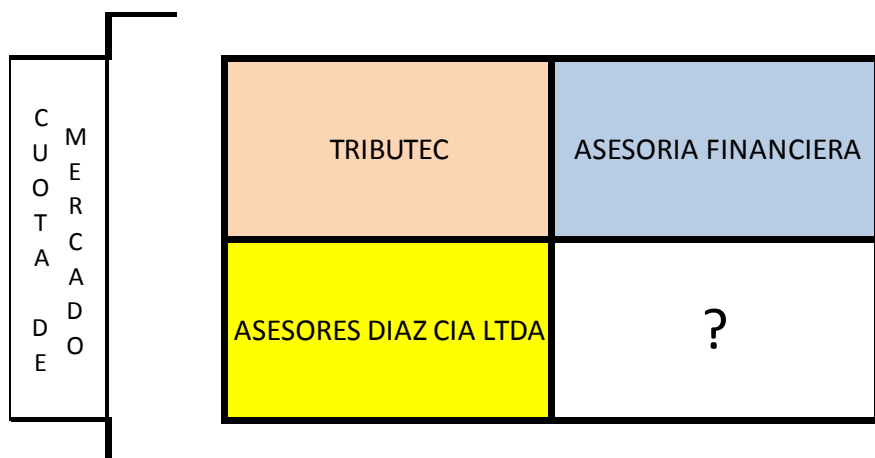 CUOTA DE
MERCADO
TRIBUTEC
ASESORIA FINANCIERA
ASESORES DIAZ CIA LTDA
?